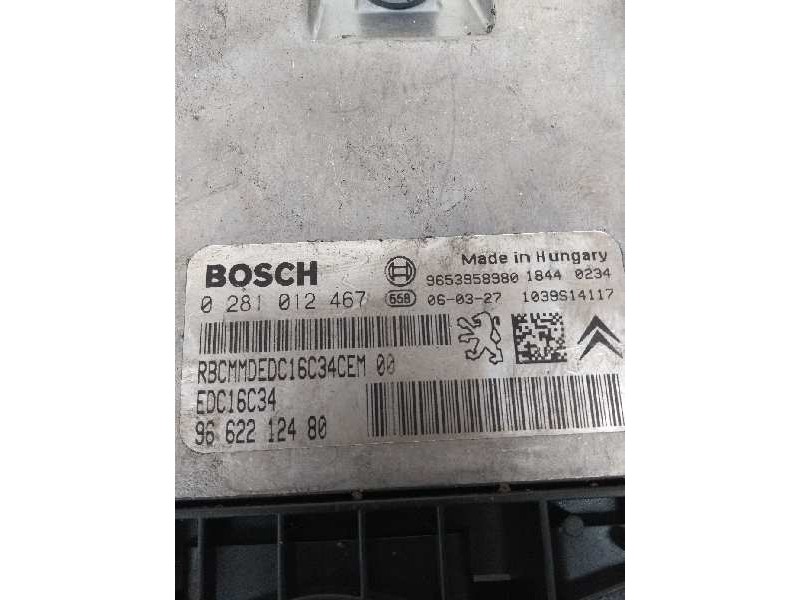 BOSCH
Made in Hungary
9653958980 1844 0234
0 281 012 467
558 06-03-27 1039S14117
RBCMMDEDC16C34CEM 00
EDC16C34
96 622 124 80